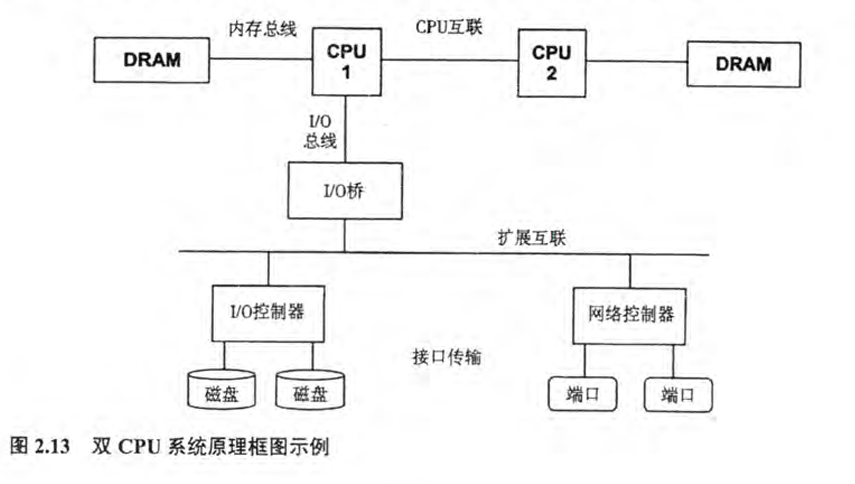 内存总线
CPU互联
DRAM
CPU
1
CPU
2
DRAM
I/O
总线
I/O桥
扩展互联
I/O控制器
网络控制器
接口传输
磁盘
磁盘
端口
端口
图 2.13 双 CPU 系统原理框图示例